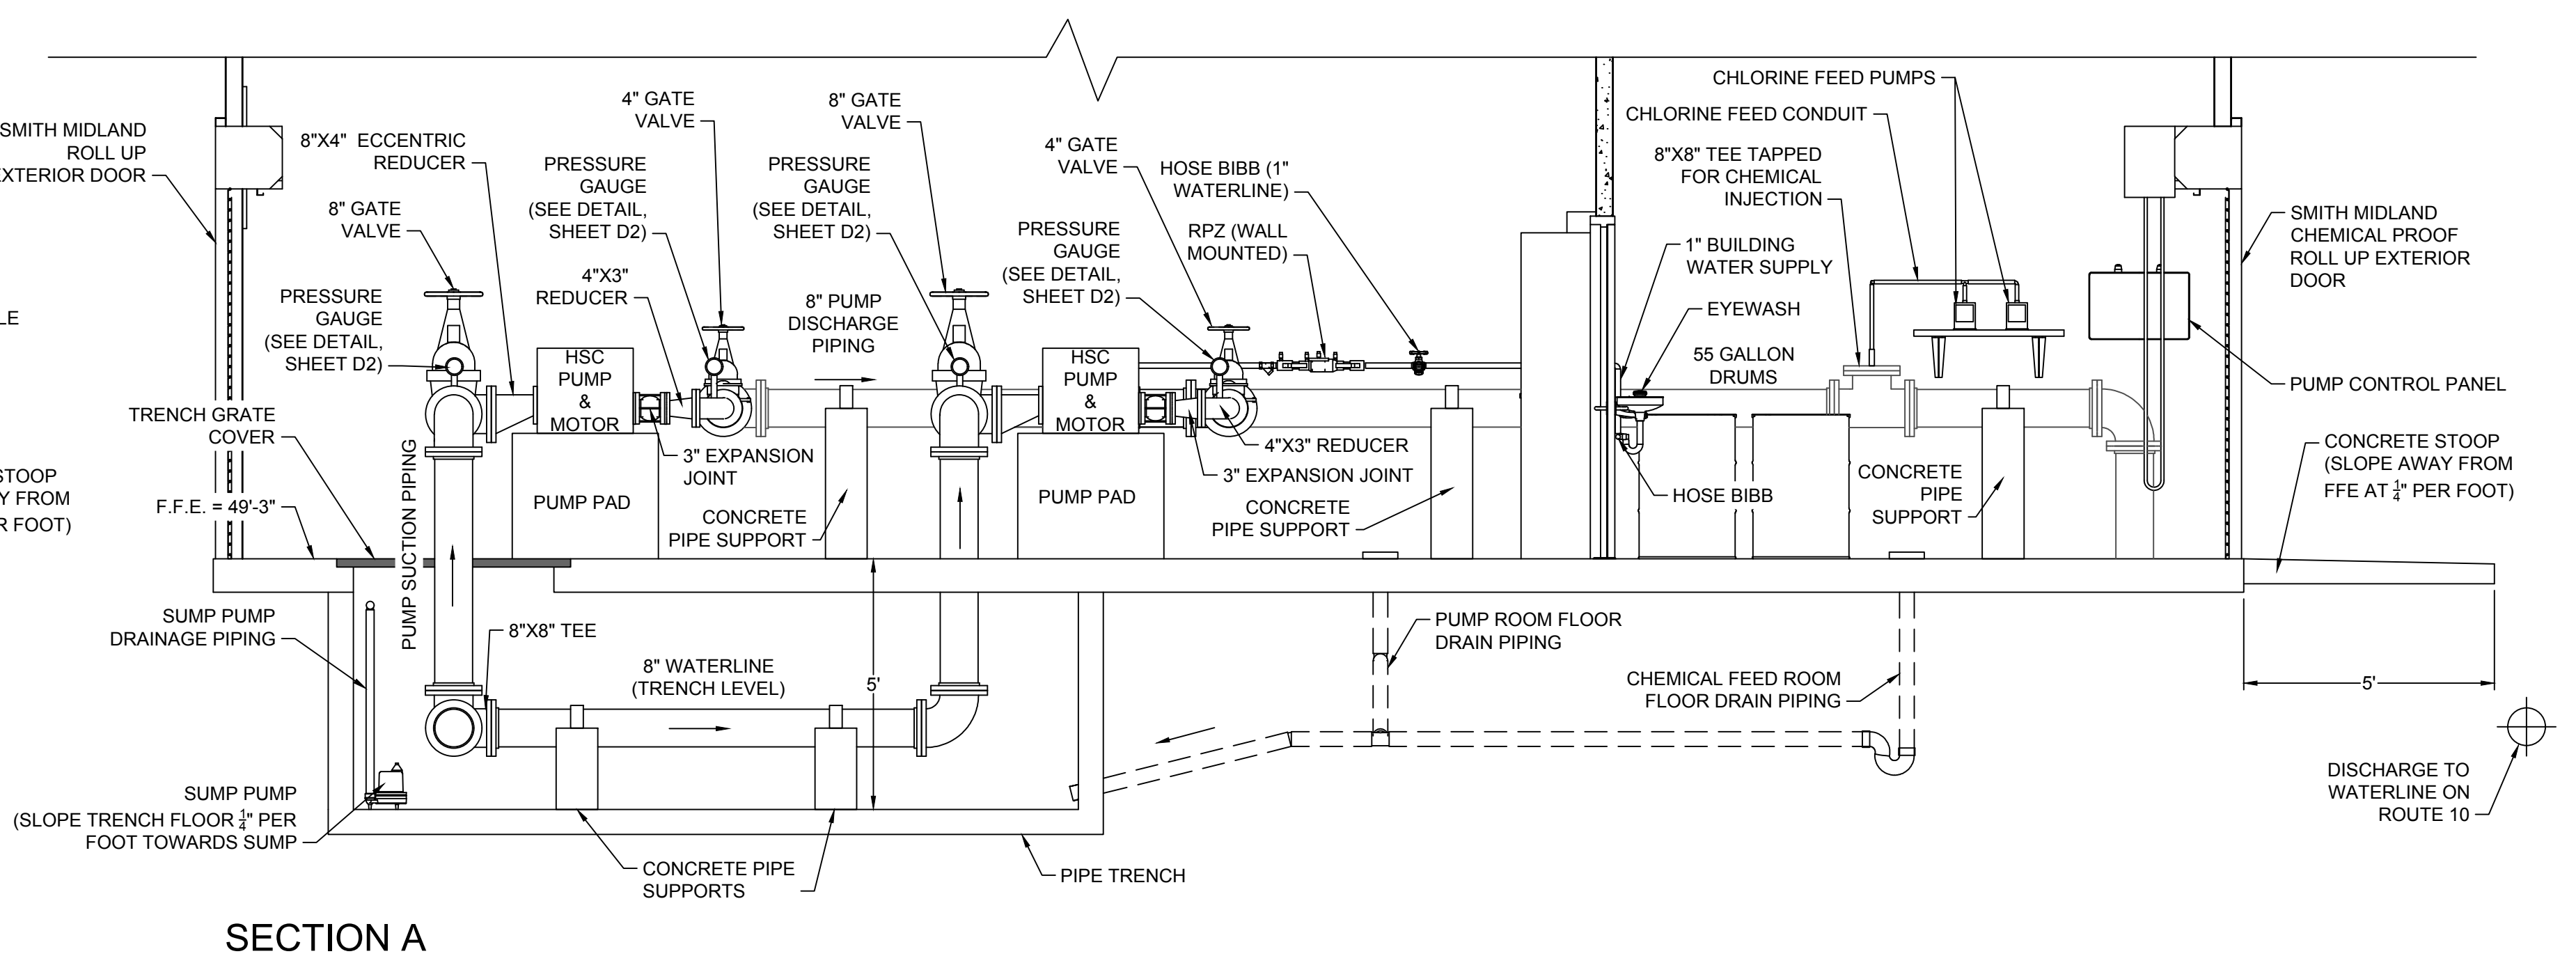 SMITH MIDLAND
ROLL UP
EXTERIOR DOOR
8"X4" ECCENTRIC
REDUCER
8" GATE
VALVE
PRESSURE
GAUGE
(SEE DETAIL,
SHEET D2)
4" GATE
VALVE
PRESSURE
GAUGE
(SEE DETAIL,
SHEET D2)
4"X3"
REDUCER
8" GATE
VALVE
PRESSURE
GAUGE
(SEE DETAIL,
SHEET D2)
8" PUMP
DISCHARGE
PIPING
4" GATE
VALVE
PRESSURE
GAUGE
(SEE DETAIL,
SHEET D2)
HOSE BIBB (1"
WATERLINE)
RPZ (WALL
MOUNTED)
CHLORINE FEED PUMPS
CHLORINE FEED CONDUIT
8"X8" TEE TAPPED
FOR CHEMICAL
INJECTION
1" BUILDING
WATER SUPPLY
EYEWASH
55 GALLON
DRUMS
SMITH MIDLAND
CHEMICAL PROOF
ROLL UP EXTERIOR
DOOR
PUMP CONTROL PANEL
CONCRETE STOOP
(SLOPE AWAY FROM
FFE AT 1/4" PER FOOT)
LE
STOOP
Y FROM
R FOOT)
TRENCH GRATE
COVER
F.F.E. = 49'-3"
PUMP SUCTION PIPING
HSC
PUMP
&
MOTOR
PUMP PAD
3" EXPANSION
JOINT
CONCRETE
PIPE SUPPORT
HSC
PUMP
&
MOTOR
PUMP PAD
4"X3" REDUCER
3" EXPANSION JOINT
CONCRETE
PIPE SUPPORT
HOSE BIBB
CONCRETE
PIPE
SUPPORT
SUMP PUMP
DRAINAGE PIPING
8"X8" TEE
8" WATERLINE
(TRENCH LEVEL)
5'
PUMP ROOM FLOOR
DRAIN PIPING
CHEMICAL FEED ROOM
FLOOR DRAIN PIPING
5'
SUMP PUMP
(SLOPE TRENCH FLOOR 1/4" PER
FOOT TOWARDS SUMP
CONCRETE PIPE
SUPPORTS
PIPE TRENCH
DISCHARGE TO
WATERLINE ON
ROUTE 10
SECTION A